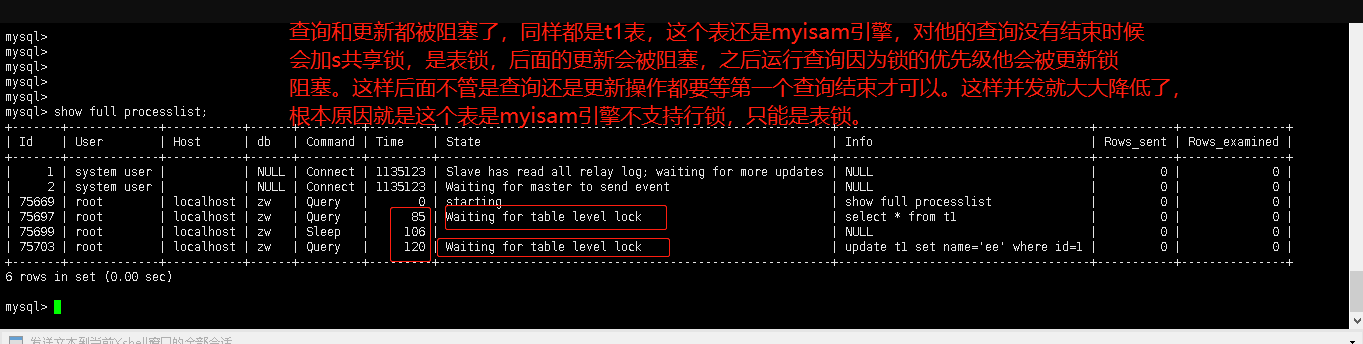 查询和更新都被阻塞了，同样都是t1表，这个表还是myisam引擎，对他的查询没有结束时候
mysql>
会加s共享锁，是表锁，后面的更新会被阻塞，之后运行查询因为锁的优先级他会被更新锁
mysql>
mysql>
阻塞。这样后面不管是查询还是更新操作都要等第一个查询结束才可以。这样并发就大大降低了，
mysql>
mysql>
根本原因就是这个表是myisam引擎不支持行锁，只能是表锁。
mysql> show full processlist;
+-------+-------------+-----------+------+---------+---------+--------------------------------------------------------+--------------------------------+-----------+---------------+
| Id | User | Host | db | Command | Time | State | Info | Rows_sent | Rows_examined |
+-------+-------------+-----------+------+---------+---------+--------------------------------------------------------+--------------------------------+-----------+---------------+
| 1 | system user | | NULL | Connect | 1135123 | Slave has read all relay log; waiting for more updates | NULL | 0 | 0 |
| 2 | system user | | NULL | Connect | 1135123 | Waiting for master to send event | NULL | 0 | 0 |
| 75669 | root | localhost | zw | Query | 0 | starting | show full processlist | 0 | 0 |
| 75697 | root | localhost | zw | Query | 85 | Waiting for table level lock | select * from t1 | 0 | 0 |
| 75699 | root | localhost | zw | Sleep | 106 | | NULL | 0 | 0 |
| 75703 | root | localhost | zw | Query | 120 | Waiting for table level lock | update t1 set name='ee' where id=1 | 0 | 0 |
+-------+-------------+-----------+------+---------+---------+--------------------------------------------------------+--------------------------------+-----------+---------------+
6 rows in set (0.00 sec)
mysql>
发送文本到当前Xshell窗口的全部会话